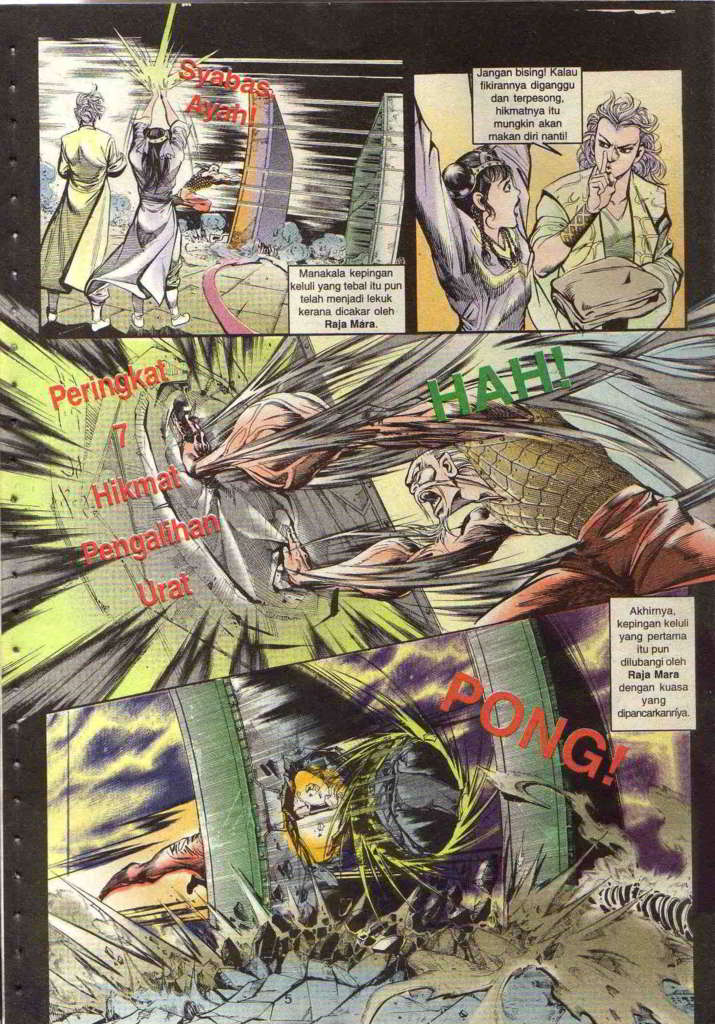 Syabas
Ayah!
Manakala kepingan
keluli yang tebal itu pun
telah menjadi lekuk
kerana dicakar oleh
Raja Mara.
Jangan bising! Kalau
fikirannya diganggu
dan terpesong,
hikmatnya itu
mungkin akan
makan diri nanti!
Peringkat
7
Hikmat
Pengalihan
Urat
HAH!
Akhirnya,
kepingan keluli
yang pertama
itu pun
dilubangi oleh
Raja Mara
dengan kuasa
yang
dipancarkannya.
PONG!
5